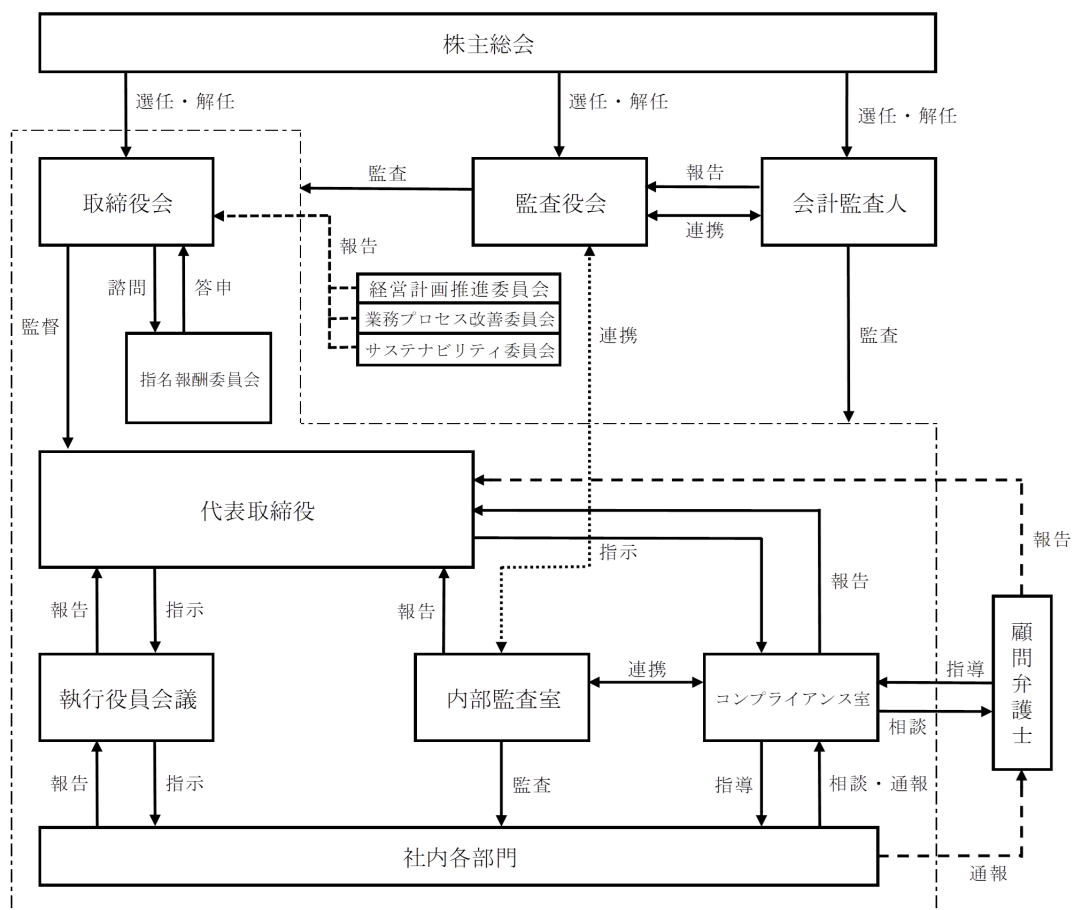 株主総会
選任・解任
選任・解任
選任・解任
取締役会
監査
監査役会
報告
連携
会計監査人
報告
諮問
答申
監督
経営計画推進委員会
業務プロセス改善委員会
サステナビリティ委員会
連携
監査
指名報酬委員会
代表取締役
指示
報告
報告
指示
報告
報告
執行役員会議
内部監査室
連携
コンプライアンス室
指導
相談
顧問弁護士
報告
指示
監査
指導
相談・通報
社内各部門
通報